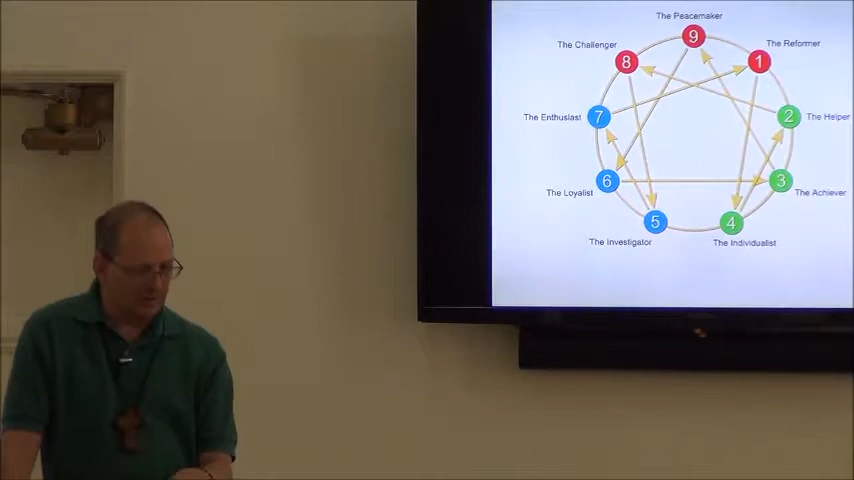 The Peacemaker
9
The Challenger
8
The Reformer
1
The Enthusiast
7
2
The Helper
6
The Loyalist
3
The Achiever
5
The Investigator
4
The Individualist